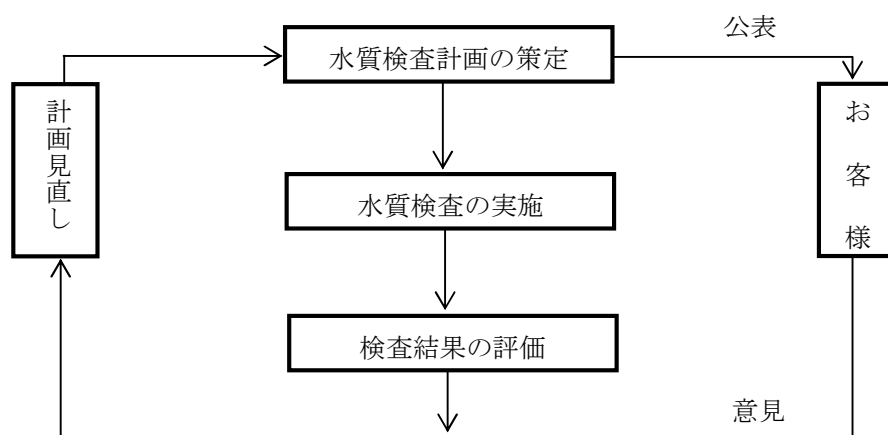 公表
水質検査計画の策定
計画見直し
お客様
水質検査の実施
検査結果の評価
意見